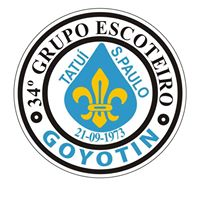 34º GRUPO ESCOTEIRO
TATUÍ
S.PAULO
21-09-1973
• GOYOTIN •